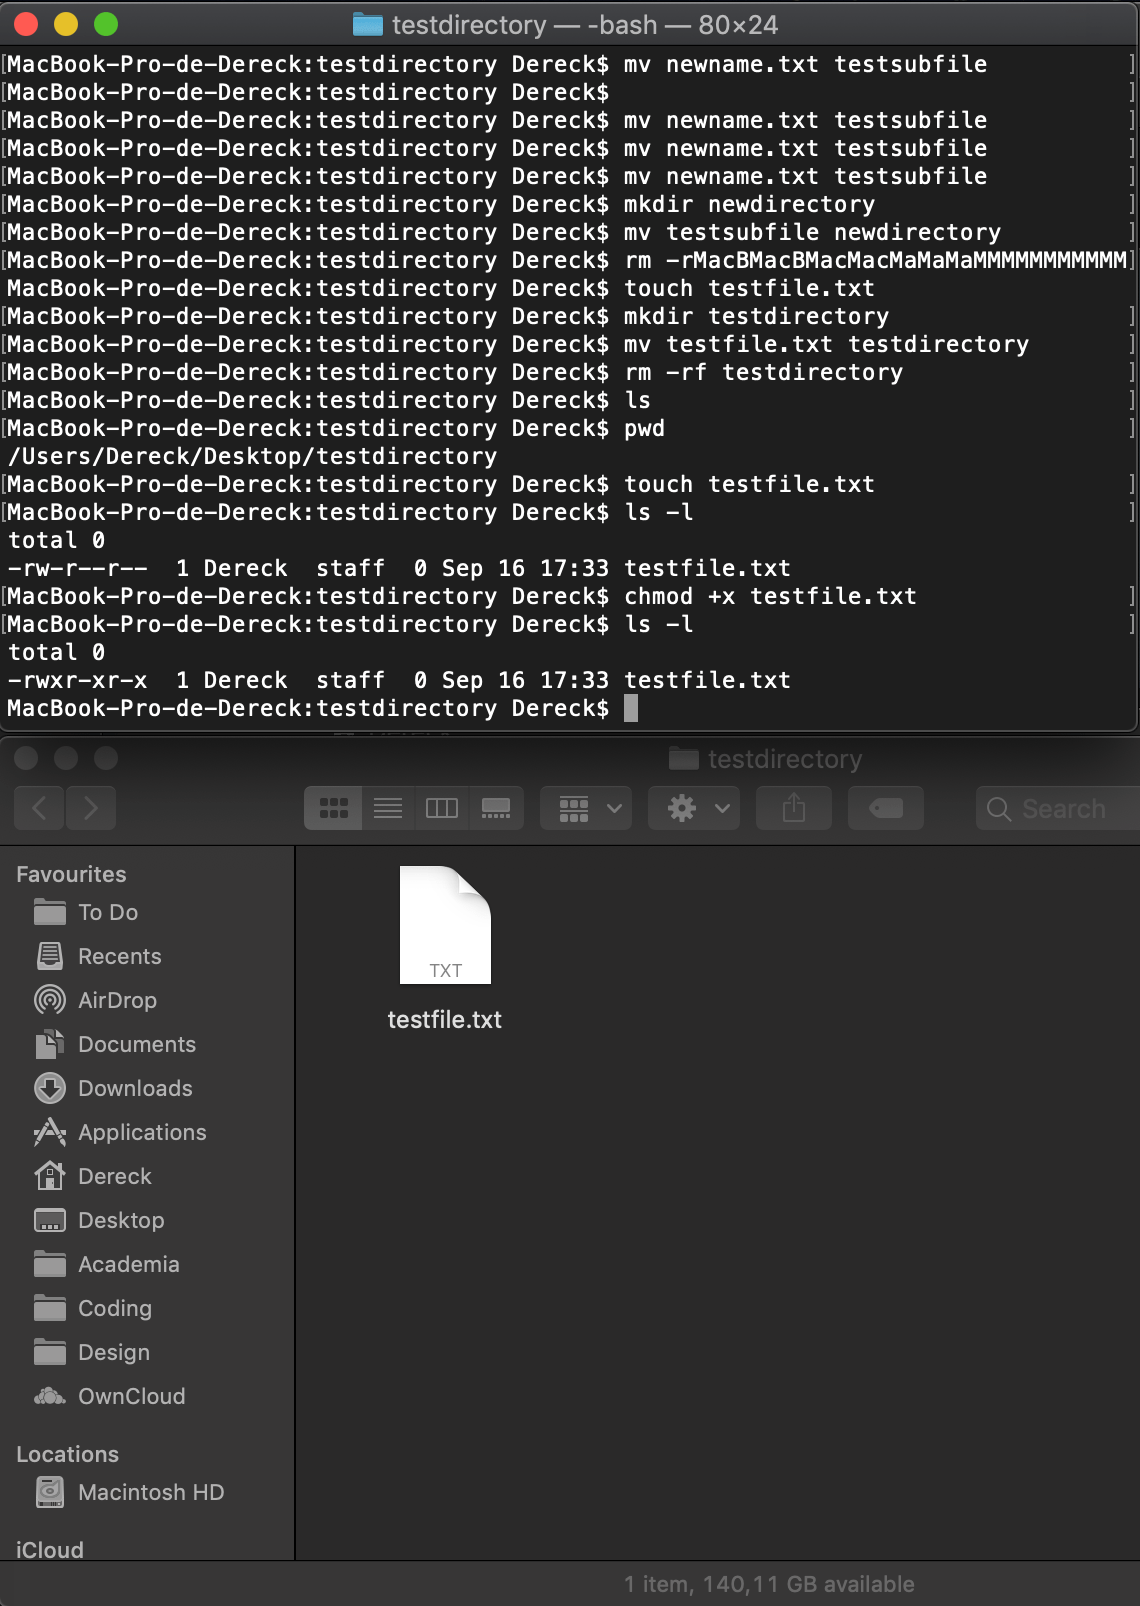 testdirectory — -bash — 80×24
[MacBook-Pro-de-Dereck:testdirectory Dereck$ mv newname.txt testsubfile ]
[MacBook-Pro-de-Dereck:testdirectory Dereck$ ]
[MacBook-Pro-de-Dereck:testdirectory Dereck$ mv newname.txt testsubfile ]
[MacBook-Pro-de-Dereck:testdirectory Dereck$ mv newname.txt testsubfile ]
[MacBook-Pro-de-Dereck:testdirectory Dereck$ mv newname.txt testsubfile ]
[MacBook-Pro-de-Dereck:testdirectory Dereck$ mkdir newdirectory ]
[MacBook-Pro-de-Dereck:testdirectory Dereck$ mv testsubfile newdirectory ]
[MacBook-Pro-de-Dereck:testdirectory Dereck$ rm -rMacBMacBMacMacMaMaMaMMMMMMMMMMM]
MacBook-Pro-de-Dereck:testdirectory Dereck$ touch testfile.txt
[MacBook-Pro-de-Dereck:testdirectory Dereck$ mkdir testdirectory ]
[MacBook-Pro-de-Dereck:testdirectory Dereck$ mv testfile.txt testdirectory ]
[MacBook-Pro-de-Dereck:testdirectory Dereck$ rm -rf testdirectory ]
[MacBook-Pro-de-Dereck:testdirectory Dereck$ ls ]
[MacBook-Pro-de-Dereck:testdirectory Dereck$ pwd ]
/Users/Dereck/Desktop/testdirectory
[MacBook-Pro-de-Dereck:testdirectory Dereck$ touch testfile.txt ]
[MacBook-Pro-de-Dereck:testdirectory Dereck$ ls -l ]
total 0
-rw-r--r-- 1 Dereck staff 0 Sep 16 17:33 testfile.txt
[MacBook-Pro-de-Dereck:testdirectory Dereck$ chmod +x testfile.txt ]
[MacBook-Pro-de-Dereck:testdirectory Dereck$ ls -l ]
total 0
-rwxr-xr-x 1 Dereck staff 0 Sep 16 17:33 testfile.txt
MacBook-Pro-de-Dereck:testdirectory Dereck$
testdirectory
Search
Favourites
To Do
Recents
AirDrop
Documents
Downloads
Applications
Dereck
Desktop
Academia
Coding
Design
OwnCloud
Locations
Macintosh HD
iCloud
TXT
testfile.txt
1 item, 140,11 GB available